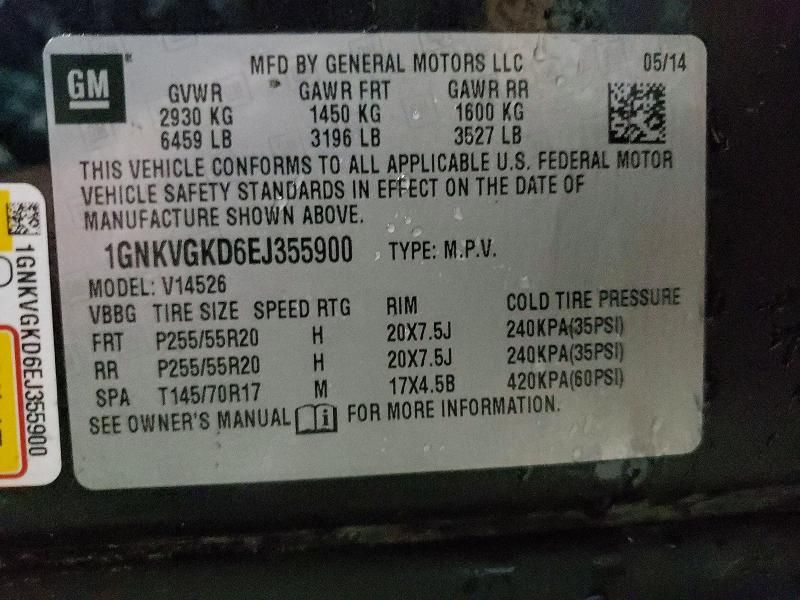 GM
MFD BY GENERAL MOTORS LLC 05/14
GVWR GAWR FRT GAWR RR
2930 KG 1450 KG 1600 KG
6459 LB 3196 LB 3527 LB
THIS VEHICLE CONFORMS TO ALL APPLICABLE U.S. FEDERAL MOTOR
VEHICLE SAFETY STANDARDS IN EFFECT ON THE DATE OF
MANUFACTURE SHOWN ABOVE.
1GNKVGKD6EJ355900 TYPE: M.P.V.
MODEL: V14526
VBBG TIRE SIZE SPEED RTG RIM COLD TIRE PRESSURE
FRT P255/55R20 H 20X7.5J 240KPA(35PSI)
RR P255/55R20 H 20X7.5J 240KPA(35PSI)
SPA T145/70R17 M 17X4.5B 420KPA(60PSI)
SEE OWNER'S MANUAL FOR MORE INFORMATION.
1GNKVGKD6EJ355900